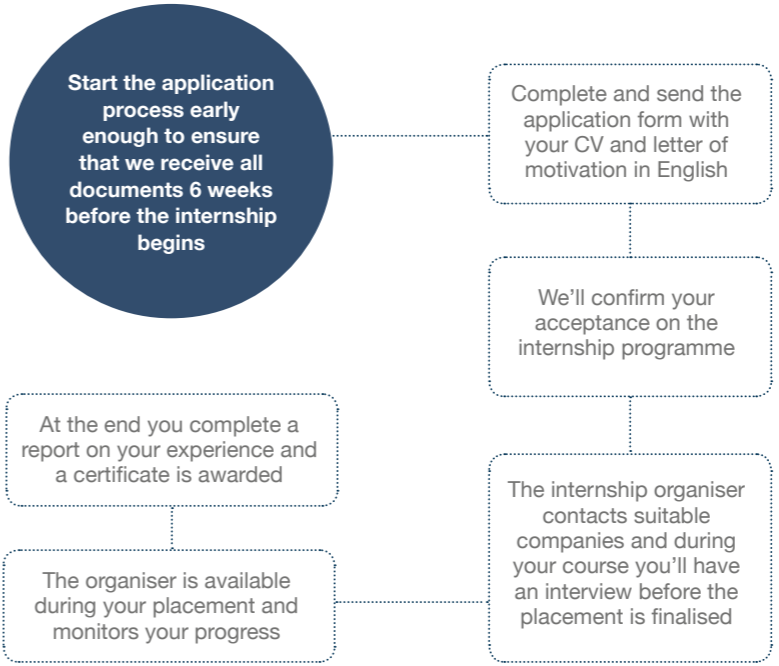 Start the application
process early
enough to ensure
that we receive all
documents 6 weeks
before the internship
begins
Complete and send the
application form with
your CV and letter of
motivation in English
We'll confirm your
acceptance on the
internship programme
The internship organiser
contacts suitable
companies and during
your course you'll have
an interview before the
placement is finalised
The organiser is available
during your placement and
monitors your progress
At the end you complete a
report on your experience and
a certificate is awarded